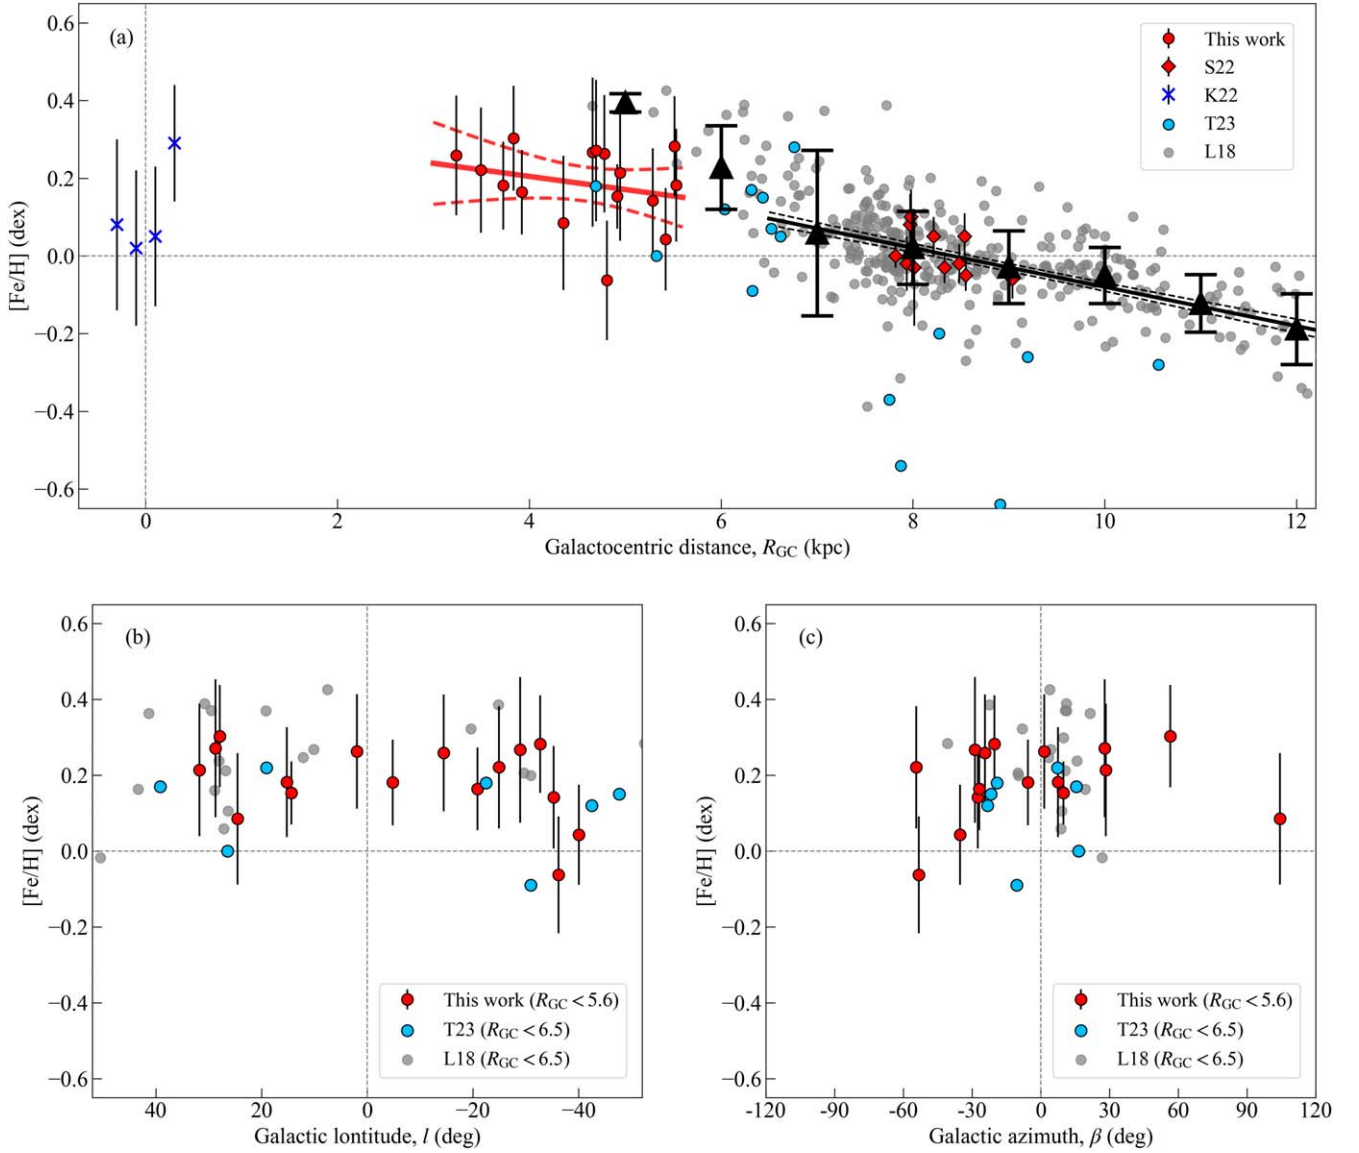 (a)
This work
S22
K22
T23
L18
0.6
0.4
0.2
0.0
−0.2
−0.4
−0.6
[Fe/H] (dex)
0 2 4 6 8 10 12
Galactocentric distance, RGC (kpc)
(b)
0.6
0.4
0.2
0.0
−0.2
−0.4
−0.6
[Fe/H] (dex)
This work (RGC < 5.6)
T23 (RGC < 6.5)
L18 (RGC < 6.5)
40 20 0 −20 −40
Galactic lontitude, l (deg)
(c)
0.6
0.4
0.2
0.0
−0.2
−0.4
−0.6
[Fe/H] (dex)
This work (RGC < 5.6)
T23 (RGC < 6.5)
L18 (RGC < 6.5)
-120 -90 -60 -30 0 30 60 90 120
Galactic azimuth, β (deg)